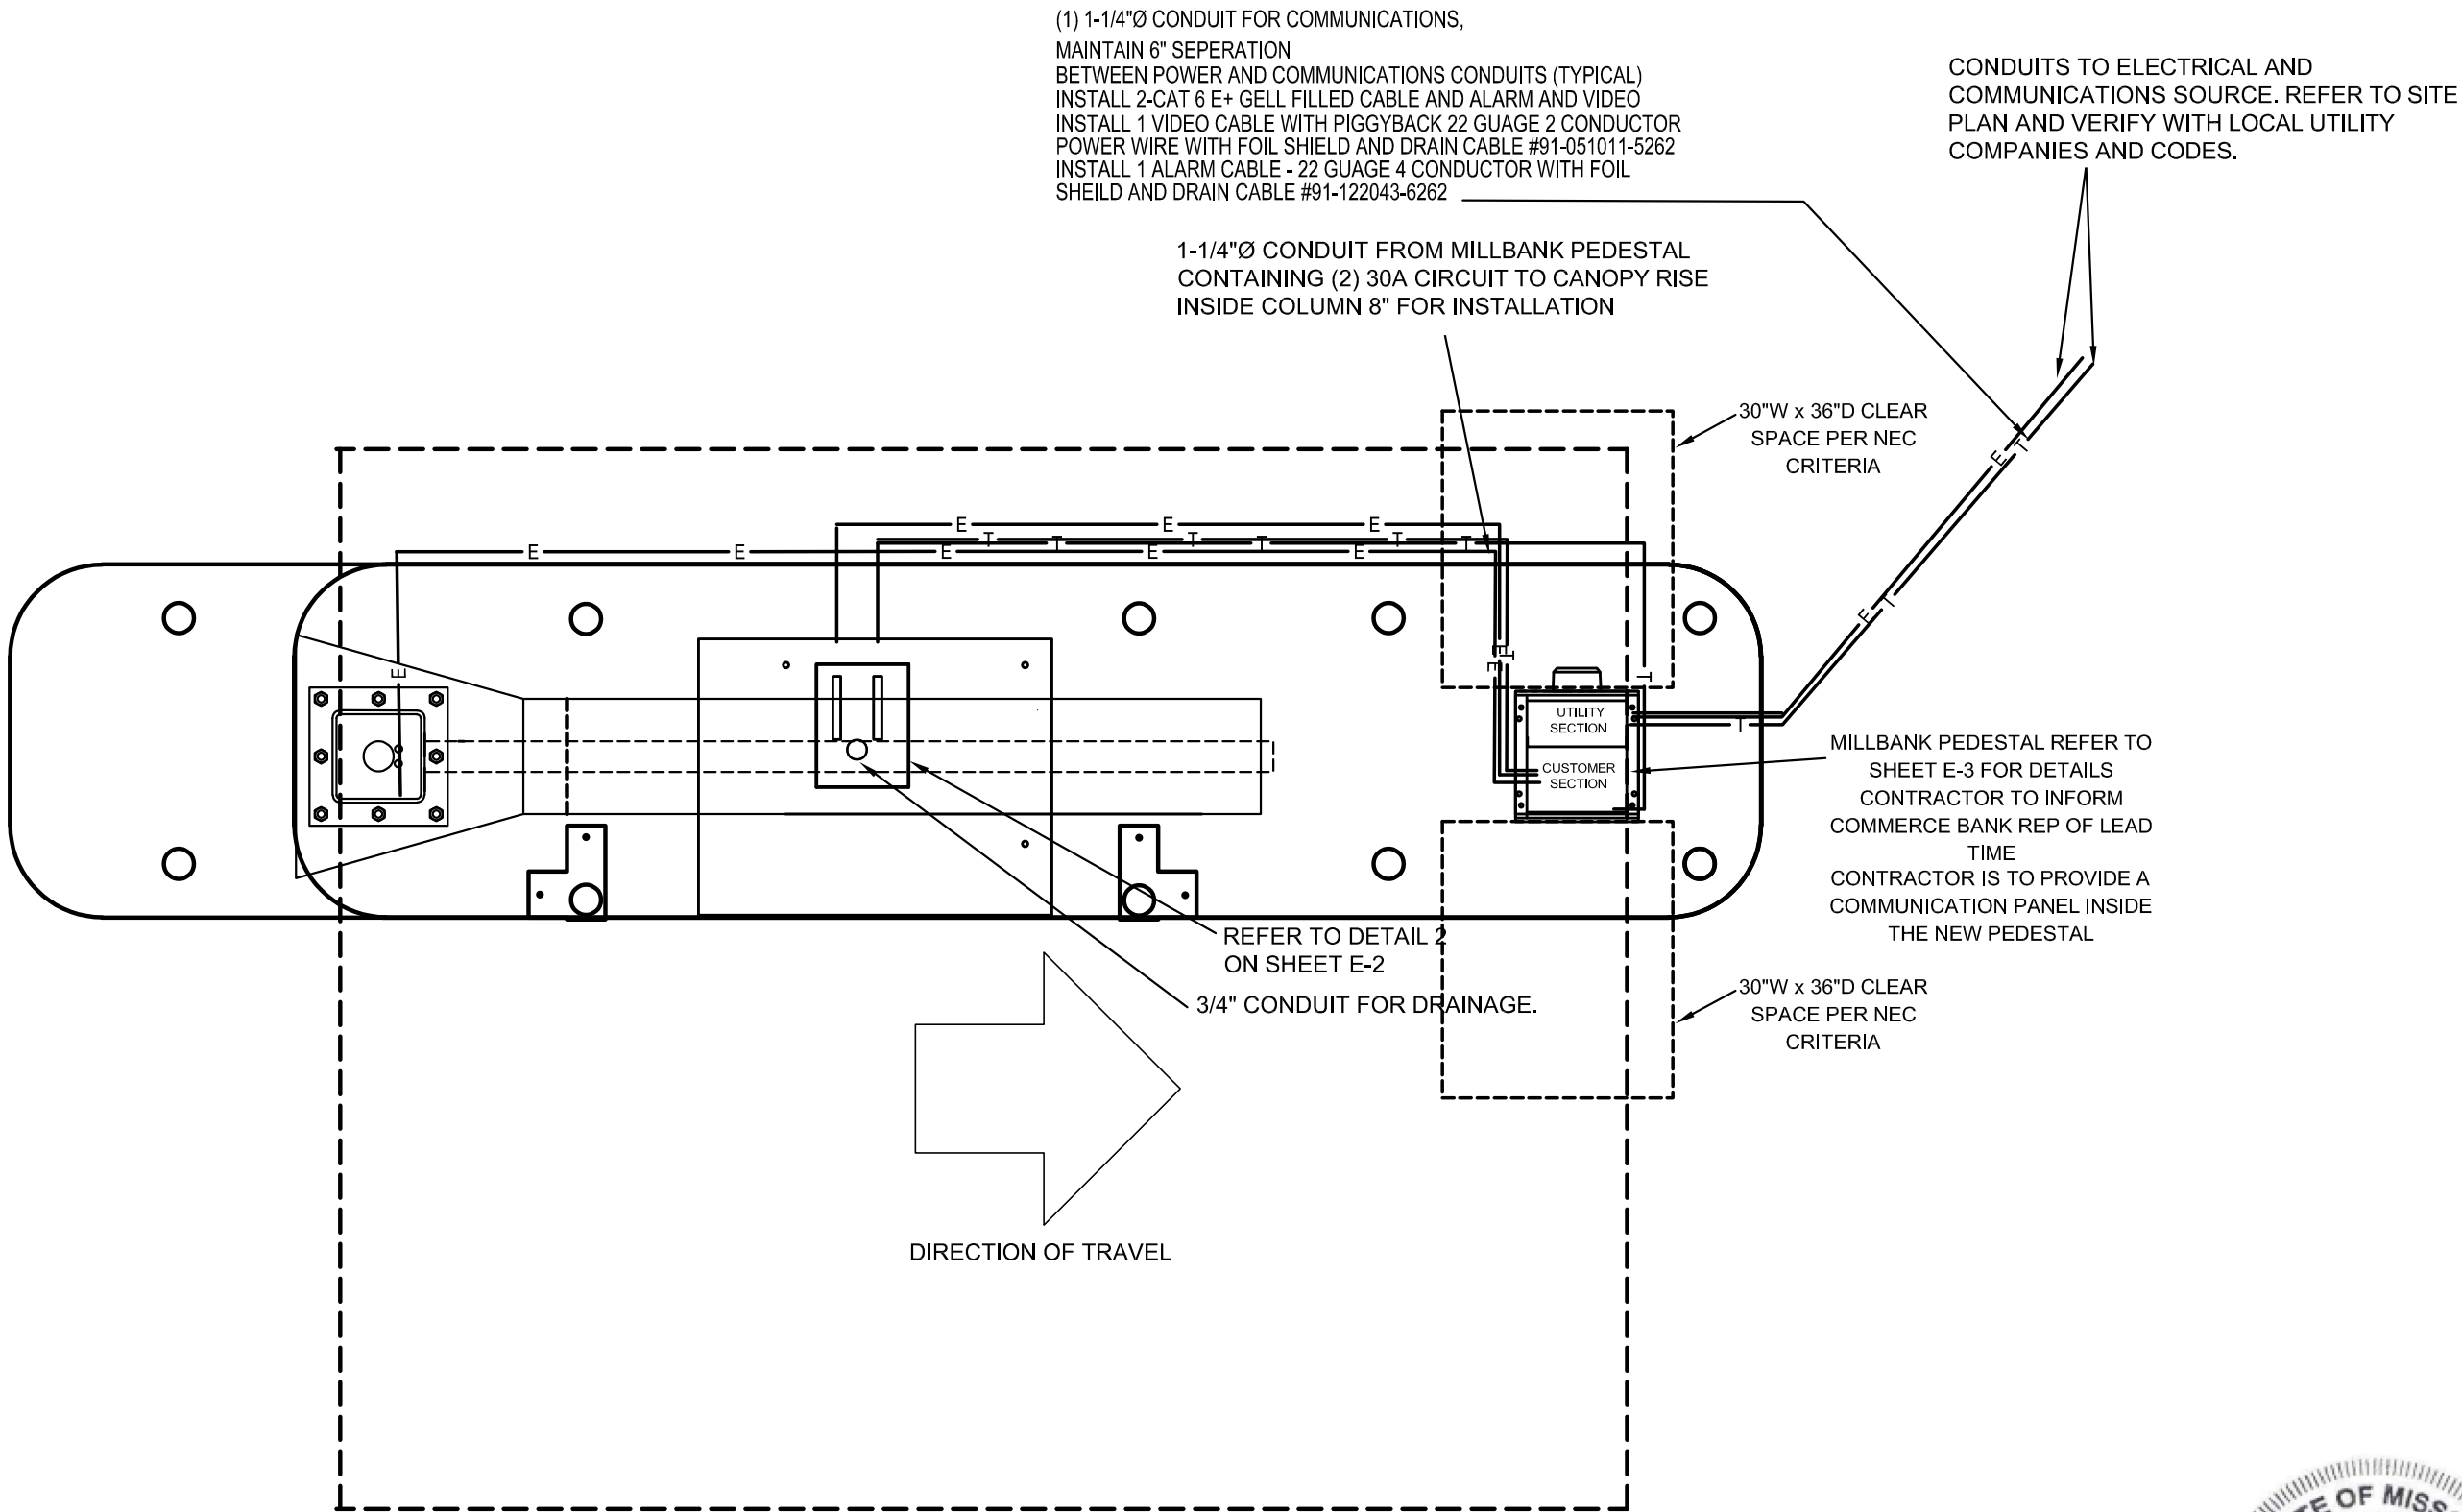 (1) 1-1/4"Ø CONDUIT FOR COMMUNICATIONS,
MAINTAIN 6" SEPERATION
BETWEEN POWER AND COMMUNICATIONS CONDUITS (TYPICAL)
INSTALL 2-CAT 6 E+ GELL FILLED CABLE AND ALARM AND VIDEO
INSTALL 1 VIDEO CABLE WITH PIGGYBACK 22 GUAGE 2 CONDUCTOR
POWER WIRE WITH FOIL SHIELD AND DRAIN CABLE #91-051011-5262
INSTALL 1 ALARM CABLE - 22 GUAGE 4 CONDUCTOR WITH FOIL
SHEILD AND DRAIN CABLE #91-122043-6262
CONDUITS TO ELECTRICAL AND
COMMUNICATIONS SOURCE. REFER TO SITE
PLAN AND VERIFY WITH LOCAL UTILITY
COMPANIES AND CODES.
1-1/4"Ø CONDUIT FROM MILLBANK PEDESTAL
CONTAINING (2) 30A CIRCUIT TO CANOPY RISE
INSIDE COLUMN 8" FOR INSTALLATION
30"W x 36"D CLEAR
SPACE PER NEC
CRITERIA
E T
E E E
T T T T T T
E E E E E
E T
E
E
T
E
T
E
T
UTILITY
SECTION
CUSTOMER
SECTION
MILLBANK PEDESTAL REFER TO
SHEET E-3 FOR DETAILS
CONTRACTOR TO INFORM
COMMERCE BANK REP OF LEAD
TIME
CONTRACTOR IS TO PROVIDE A
COMMUNICATION PANEL INSIDE
THE NEW PEDESTAL
REFER TO DETAIL 2
ON SHEET E-2
3/4" CONDUIT FOR DRAINAGE.
30"W x 36"D CLEAR
SPACE PER NEC
CRITERIA
DIRECTION OF TRAVEL
OF